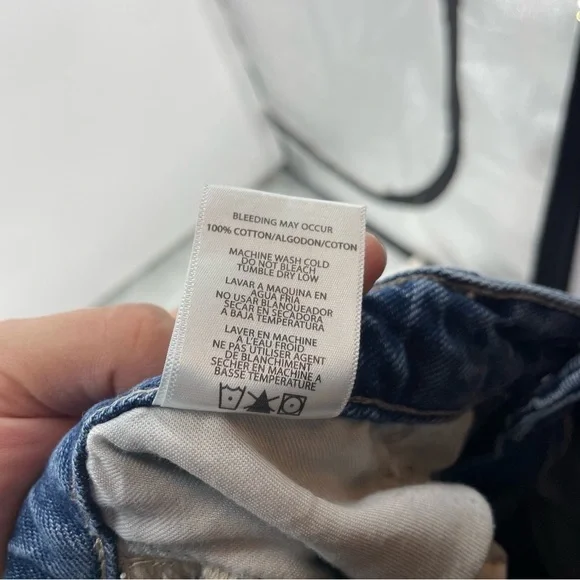 BLEEDING MAY OCCUR
100% COTTON/ALGODON/COTON
MACHINE WASH COLD
DO NOT BLEACH
TUMBLE DRY LOW
LAVAR A MAQUINA EN
AGUA FRIA
NO USAR BLANQUEADOR
SECAR EN SECADORA
A BAJA TEMPERATURA
LAVER EN MACHINE
A L'EAU FROID
NE PAS UTILISER AGENT
DE BLANCHIMENT
SECHER EN MACHINE A
BASSE TEMPERATURE